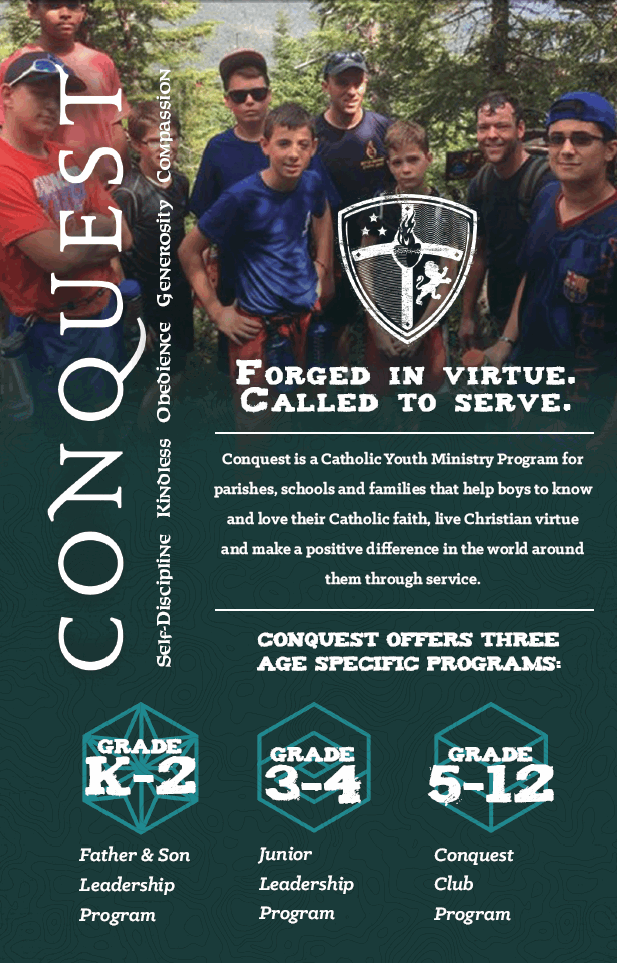 CONQUEST
Self-Discipline Kindless Obedience Generosity Compassion
Forged in virtue.
Called to serve.
Conquest is a Catholic Youth Ministry Program for
parishes, schools and families that help boys to know
and love their Catholic faith, live Christian virtue
and make a positive difference in the world around
them through service.
CONQUEST OFFERS THREE
AGE SPECIFIC PROGRAMS:
GRADE
K-2
GRADE
3-4
GRADE
5-12
Father & Son
Leadership
Program
Junior
Leadership
Program
Conquest
Club
Program